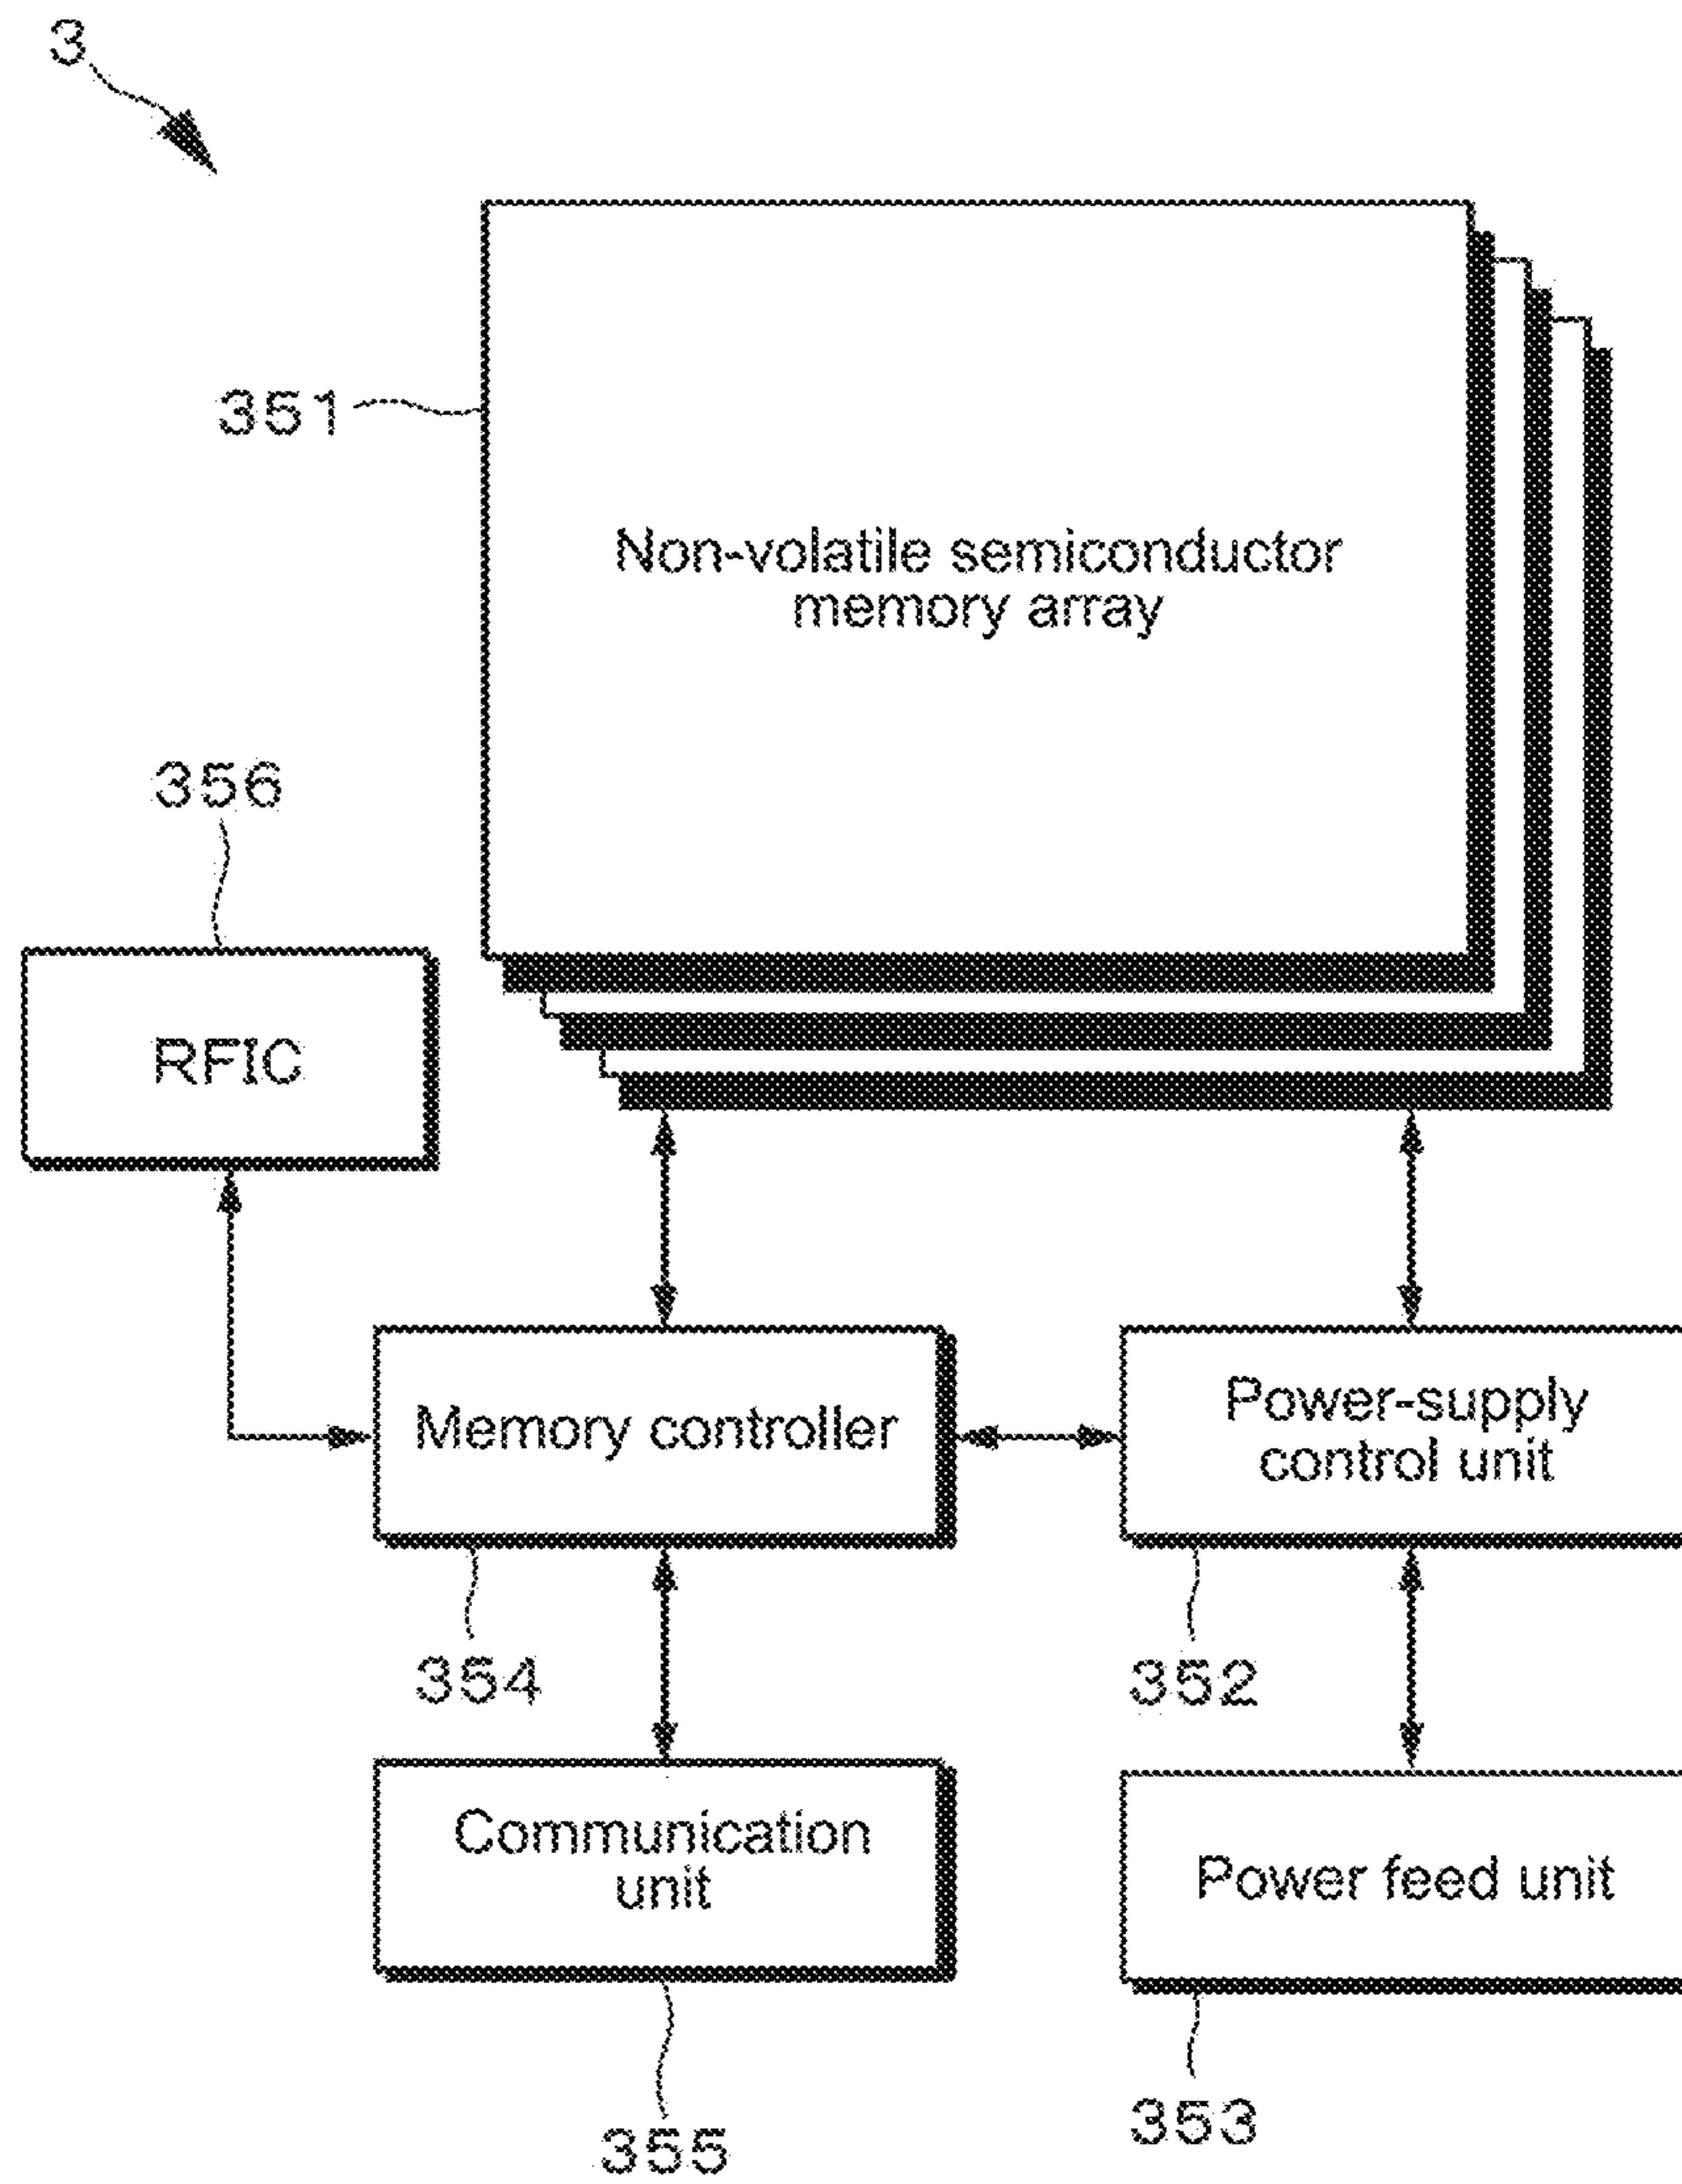 3
351
Non-volatile semiconductor
memory array
356
RFIC
Memory controller
Power-supply
control unit
354
352
Communication
unit
Power feed unit
355
353